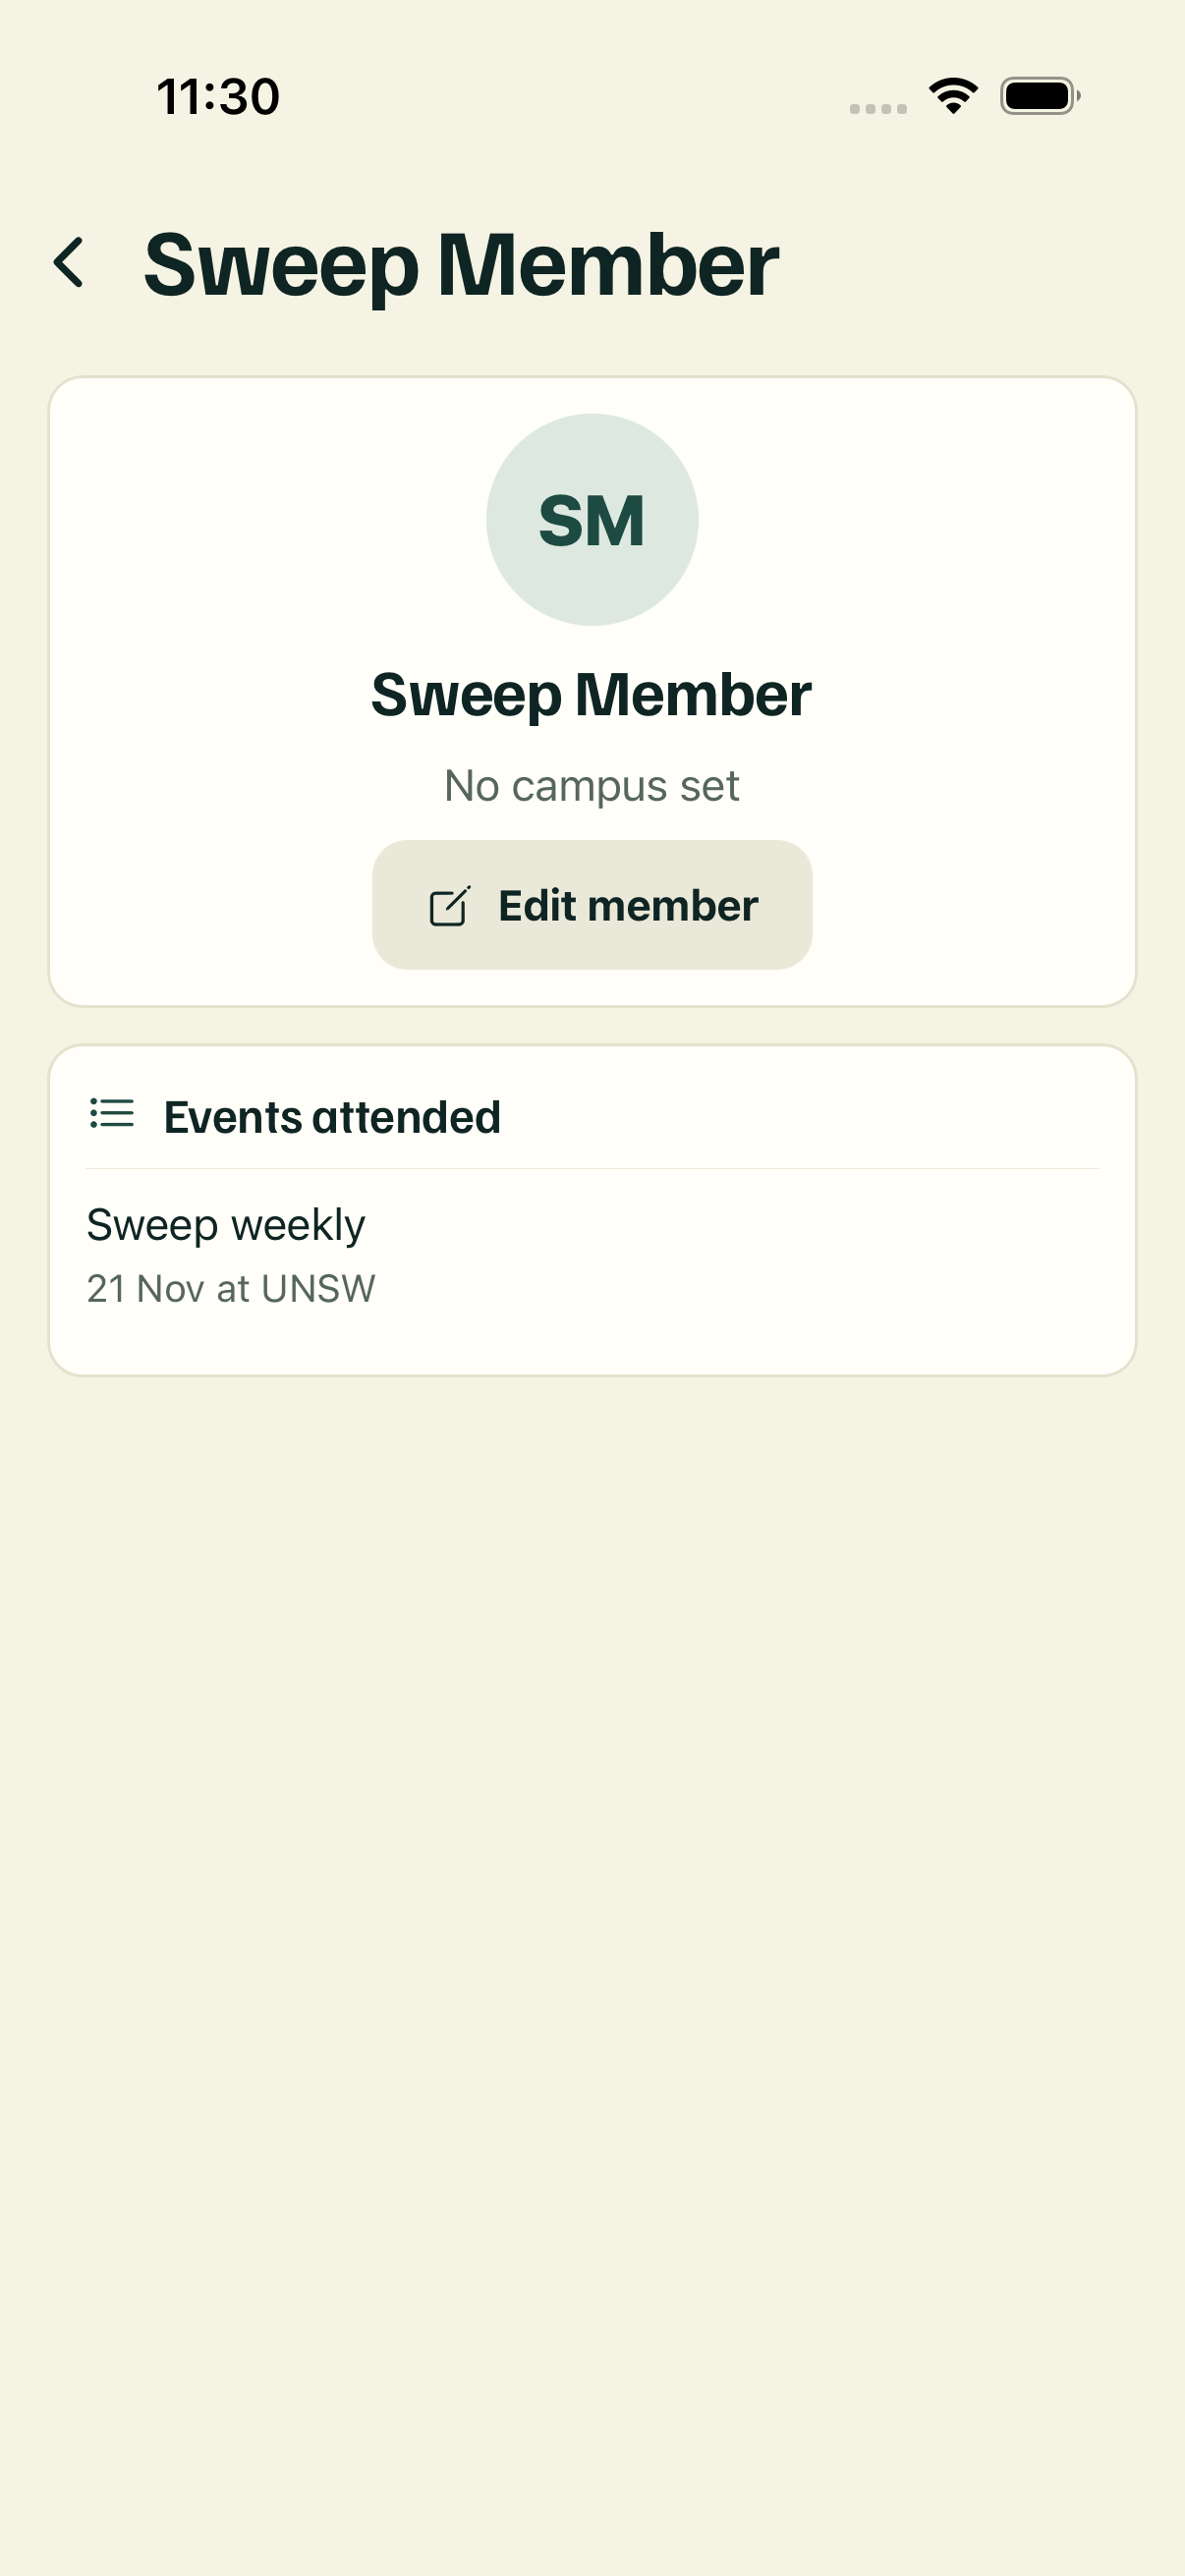 11:30
Sweep Member
SM
Sweep Member
No campus set
Edit member
Events attended
Sweep weekly
21 Nov at UNSW